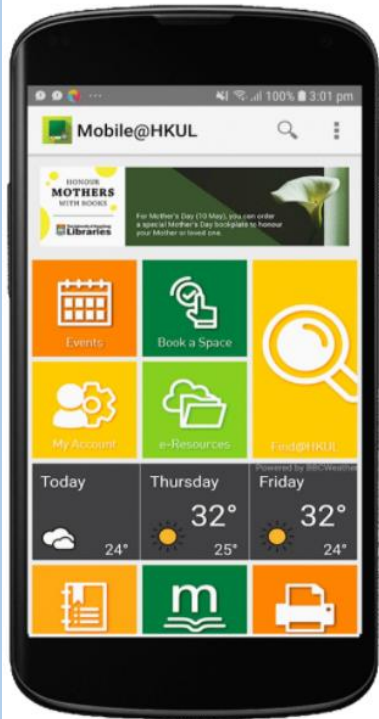 100% 3:01 pm
Mobile@HKUL
HONOUR
MOTHERS
WITH BOOKS
Libraries
For Mother's Day (10 May), you can order
a special Mother's Day bookplate to honour
your Mother or loved one.
Events
Book a Space
My Account
e-Resources
Find@HKUL
Powered by BBCWeather
Today
Thursday
Friday
32°
32°
24°
25°
24°
m